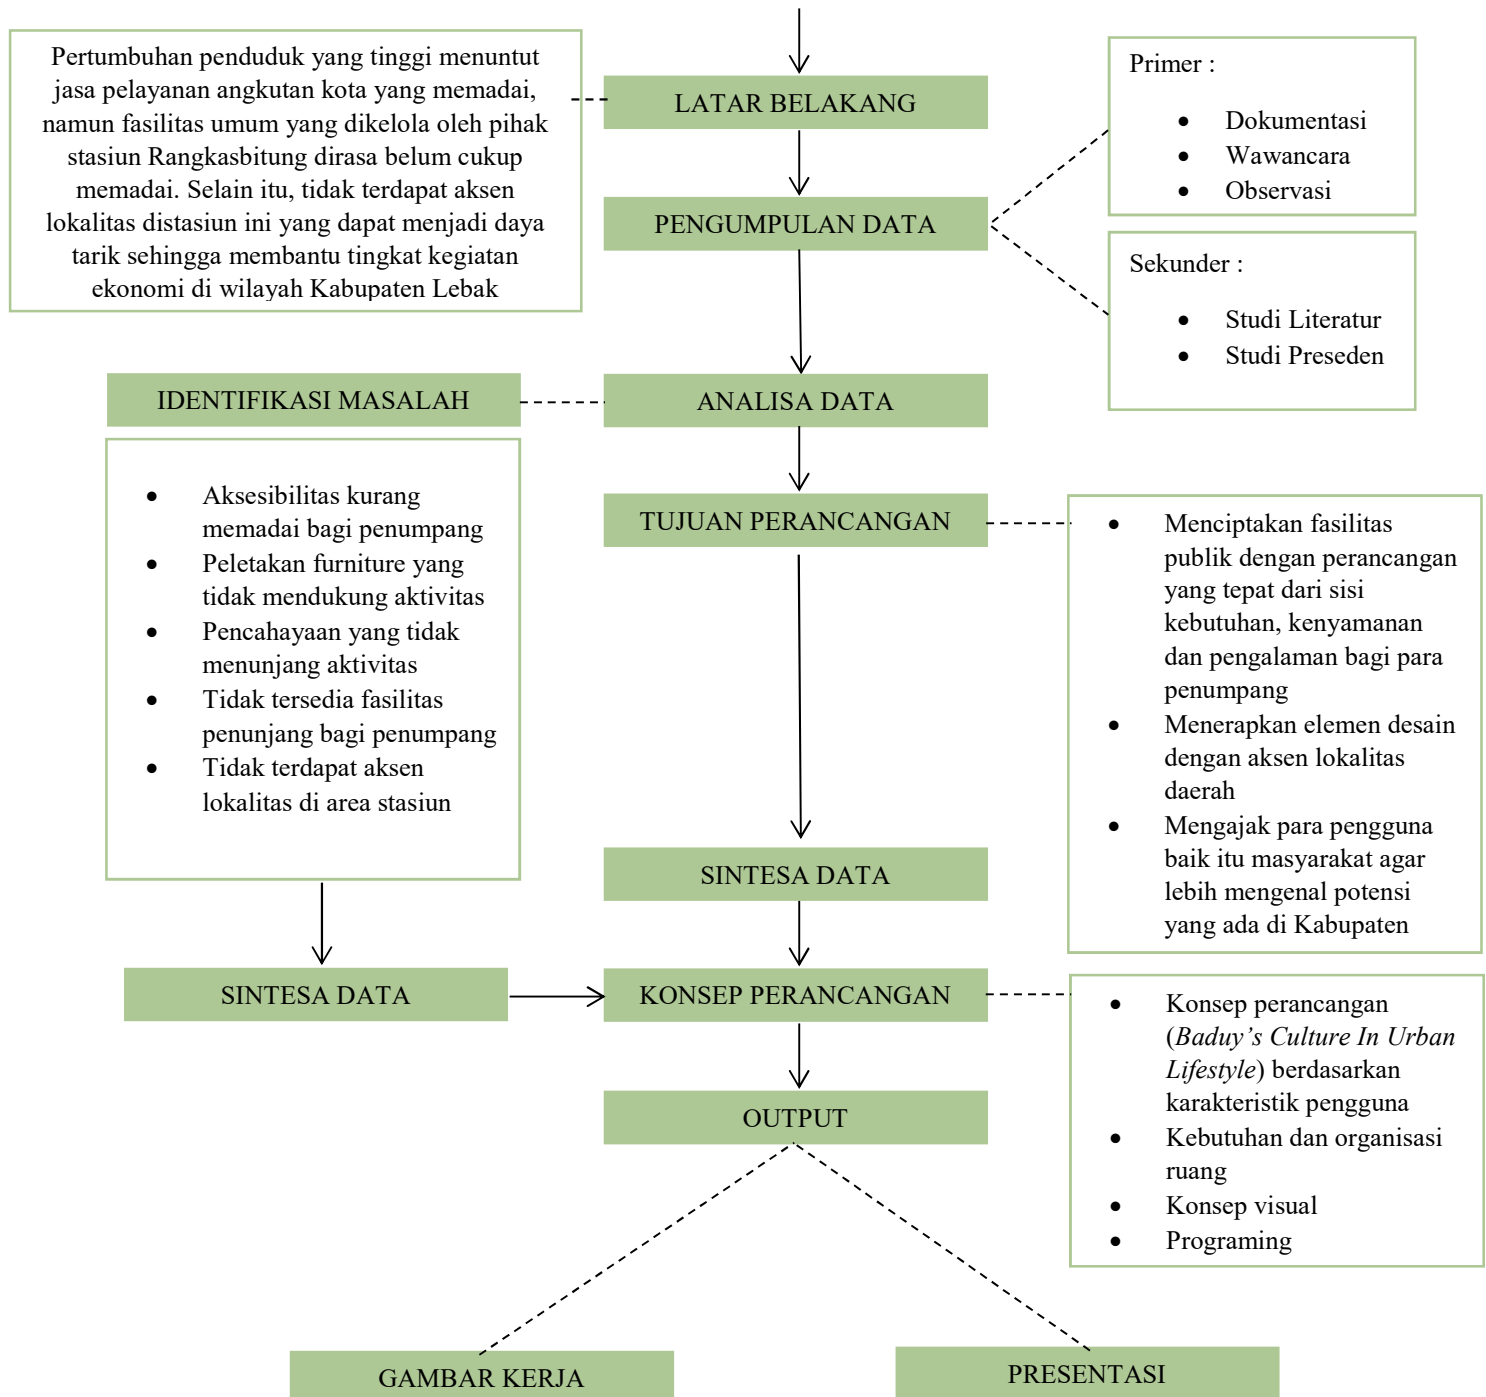 Pertumbuhan penduduk yang tinggi menuntut
jasa pelayanan angkutan kota yang memadai,
namun fasilitas umum yang dikelola oleh pihak
stasiun Rangkasbitung dirasa belum cukup
memadai. Selain itu, tidak terdapat aksen
lokalitas distasiun ini yang dapat menjadi daya
tarik sehingga membantu tingkat kegiatan
ekonomi di wilayah Kabupaten Lebak
LATAR BELAKANG
PENGUMPULAN DATA
Primer :
• Dokumentasi
• Wawancara
• Observasi
Sekunder :
• Studi Literatur
• Studi Preseden
IDENTIFIKASI MASALAH
ANALISA DATA
• Aksesibilitas kurang
memadai bagi penumpang
• Peletakan furniture yang
tidak mendukung aktivitas
• Pencahayaan yang tidak
menunjang aktivitas
• Tidak tersedia fasilitas
penunjang bagi penumpang
• Tidak terdapat aksen
lokalitas di area stasiun
TUJUAN PERANCANGAN
• Menciptakan fasilitas
publik dengan perancangan
yang tepat dari sisi
kebutuhan, kenyamanan
dan pengalaman bagi para
penumpang
• Menerapkan elemen desain
dengan aksen lokalitas
daerah
• Mengajak para pengguna
baik itu masyarakat agar
lebih mengenal potensi
yang ada di Kabupaten
SINTESA DATA
SINTESA DATA
KONSEP PERANCANGAN
• Konsep perancangan
(Baduy’s Culture In Urban
Lifestyle) berdasarkan
karakteristik pengguna
• Kebutuhan dan organisasi
ruang
• Konsep visual
• Programing
OUTPUT
GAMBAR KERJA
PRESENTASI